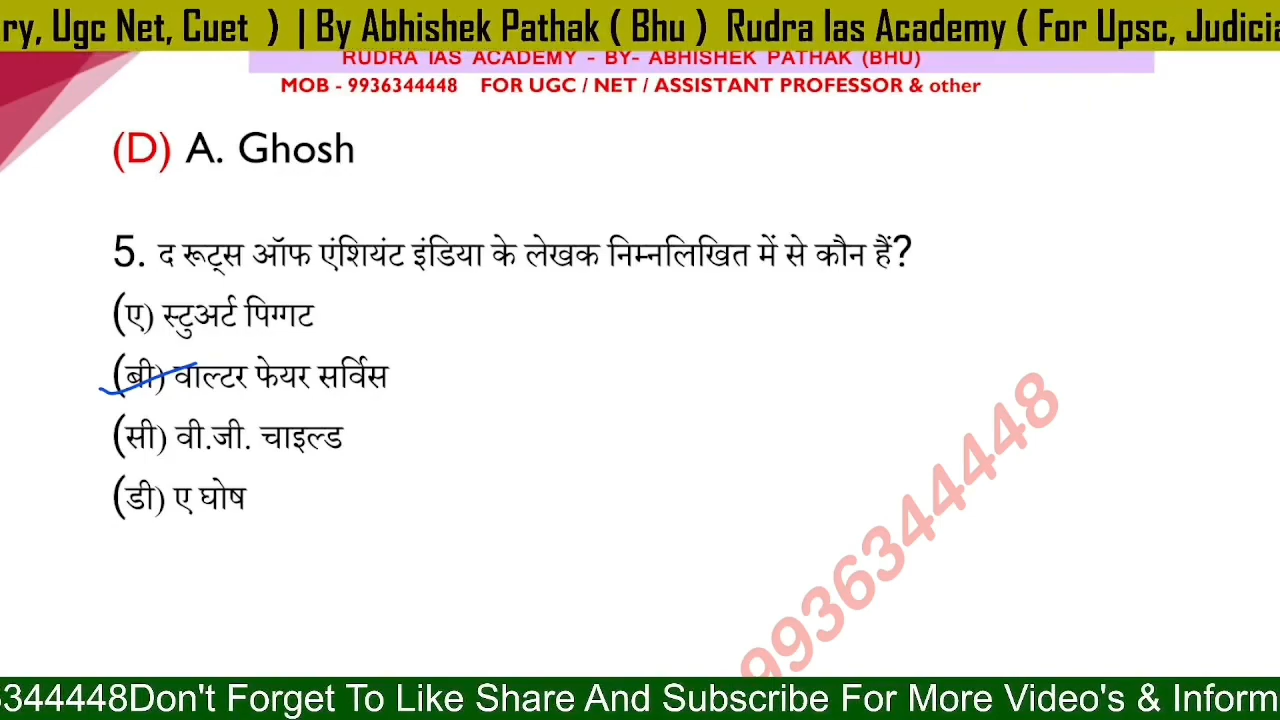 ry, Ugc Net, Cuet ) | By Abhishek Pathak ( Bhu ) Rudra Ias Academy ( For Upsc, Judicia
RUDRA IAS ACADEMY - BY- ABHISHEK PATHAK (BHU)
MOB - 9936344448 FOR UGC / NET / ASSISTANT PROFESSOR & other
(D) A. Ghosh
5. द रूट्स ऑफ एंशियंट इंडिया के लेखक निम्नलिखित में से कौन हैं?
(ए) स्टुअर्ट पिग्गट
(बी) वाल्टर फेयर सर्विस
(सी) वी.जी. चाइल्ड
(डी) ए घोष
9936344448
344448Don't Forget To Like Share And Subscribe For More Video's & Inform